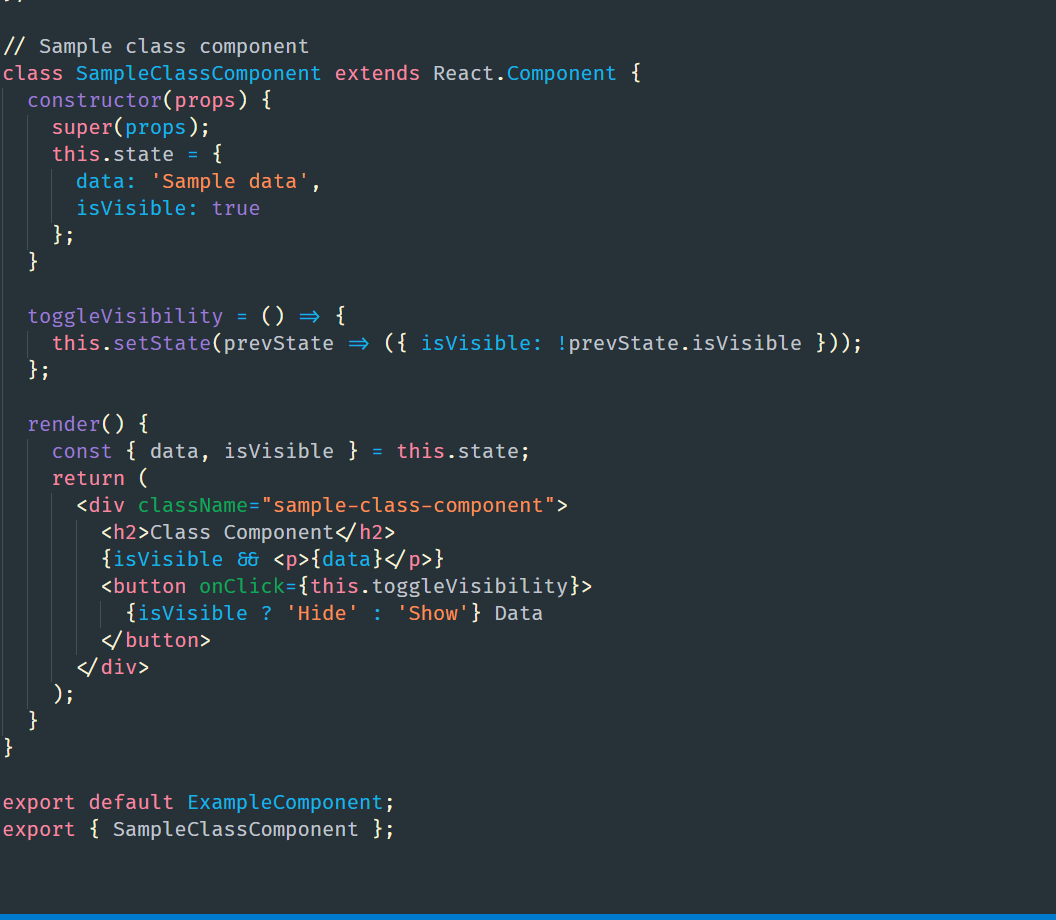 // Sample class component
class SampleClassComponent extends React.Component {
  constructor(props) {
    super(props);
    this.state = {
      data: 'Sample data',
      isVisible: true
    };
  }

  toggleVisibility = () => {
    this.setState(prevState => ({ isVisible: !prevState.isVisible }));
  };

  render() {
    const { data, isVisible } = this.state;
    return (
      <div className="sample-class-component">
        <h2>Class Component</h2>
        {isVisible && <p>{data}</p>}
        <button onClick={this.toggleVisibility}>
          {isVisible ? 'Hide' : 'Show'} Data
        </button>
      </div>
    );
  }
}

export default ExampleComponent;
export { SampleClassComponent };